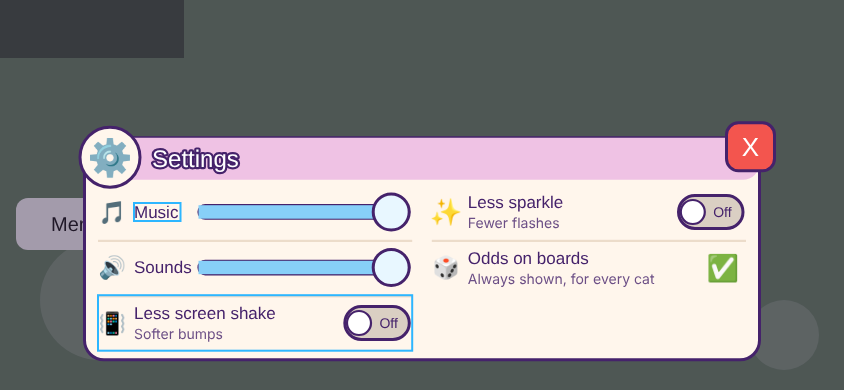 Settings
X
Music
Sounds
Less screen shake
Softer bumps
Off
Less sparkle
Fewer flashes
Off
Odds on boards
Always shown, for every cat